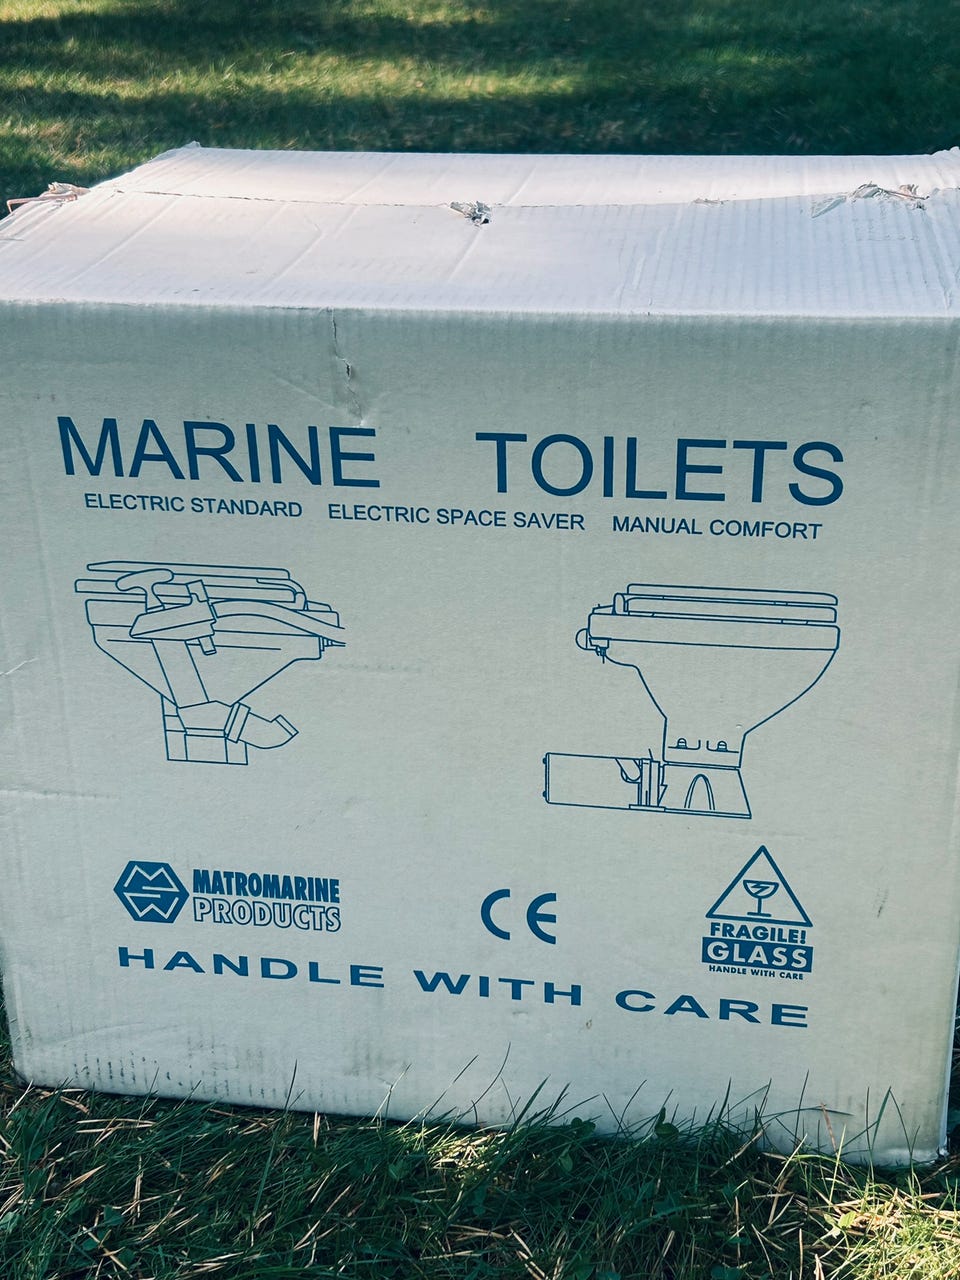 MARINE TOILETS
ELECTRIC STANDARD ELECTRIC SPACE SAVER MANUAL COMFORT
MATROMARINE
PRODUCTS
CE
FRAGILE!
GLASS
HANDLE WITH CARE
HANDLE WITH CARE